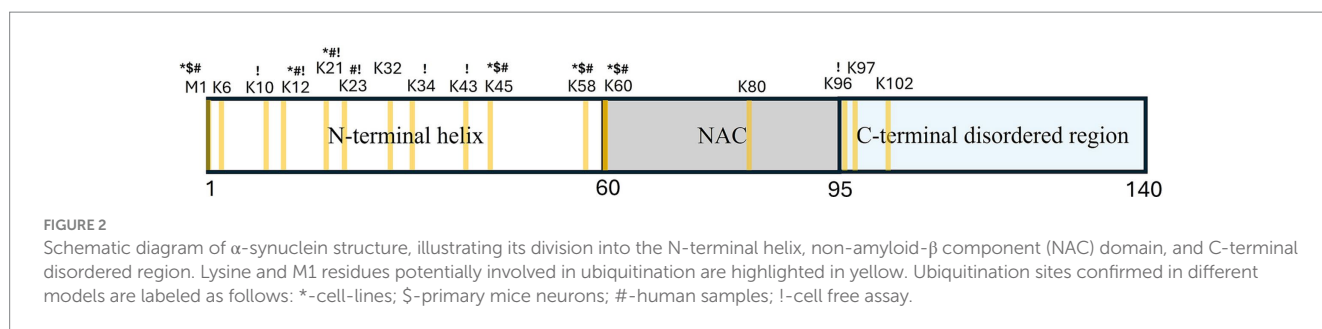 *#!
*$# ! *#! K21 #! K32 ! ! *$# *$# *$# ! K97
M1 K6 K10 K12 K23 K34 K43 K45 K58 K60 K80 K96 K102
N-terminal helix NAC C-terminal disordered region
1 60 95 140
FIGURE 2
Schematic diagram of α-synuclein structure, illustrating its division into the N-terminal helix, non-amyloid-β component (NAC) domain, and C-terminal
disordered region. Lysine and M1 residues potentially involved in ubiquitination are highlighted in yellow. Ubiquitination sites confirmed in different
models are labeled as follows: *-cell-lines; $-primary mice neurons; #-human samples; !-cell free assay.